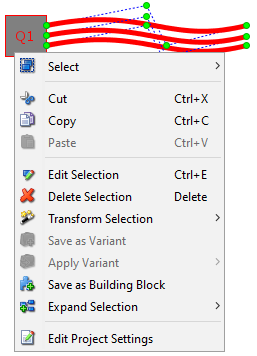 Q1
Select
Cut Ctrl+X
Copy Ctrl+C
Paste Ctrl+V
Edit Selection Ctrl+E
Delete Selection Delete
Transform Selection
Save as Variant
Apply Variant
Save as Building Block
Expand Selection
Edit Project Settings